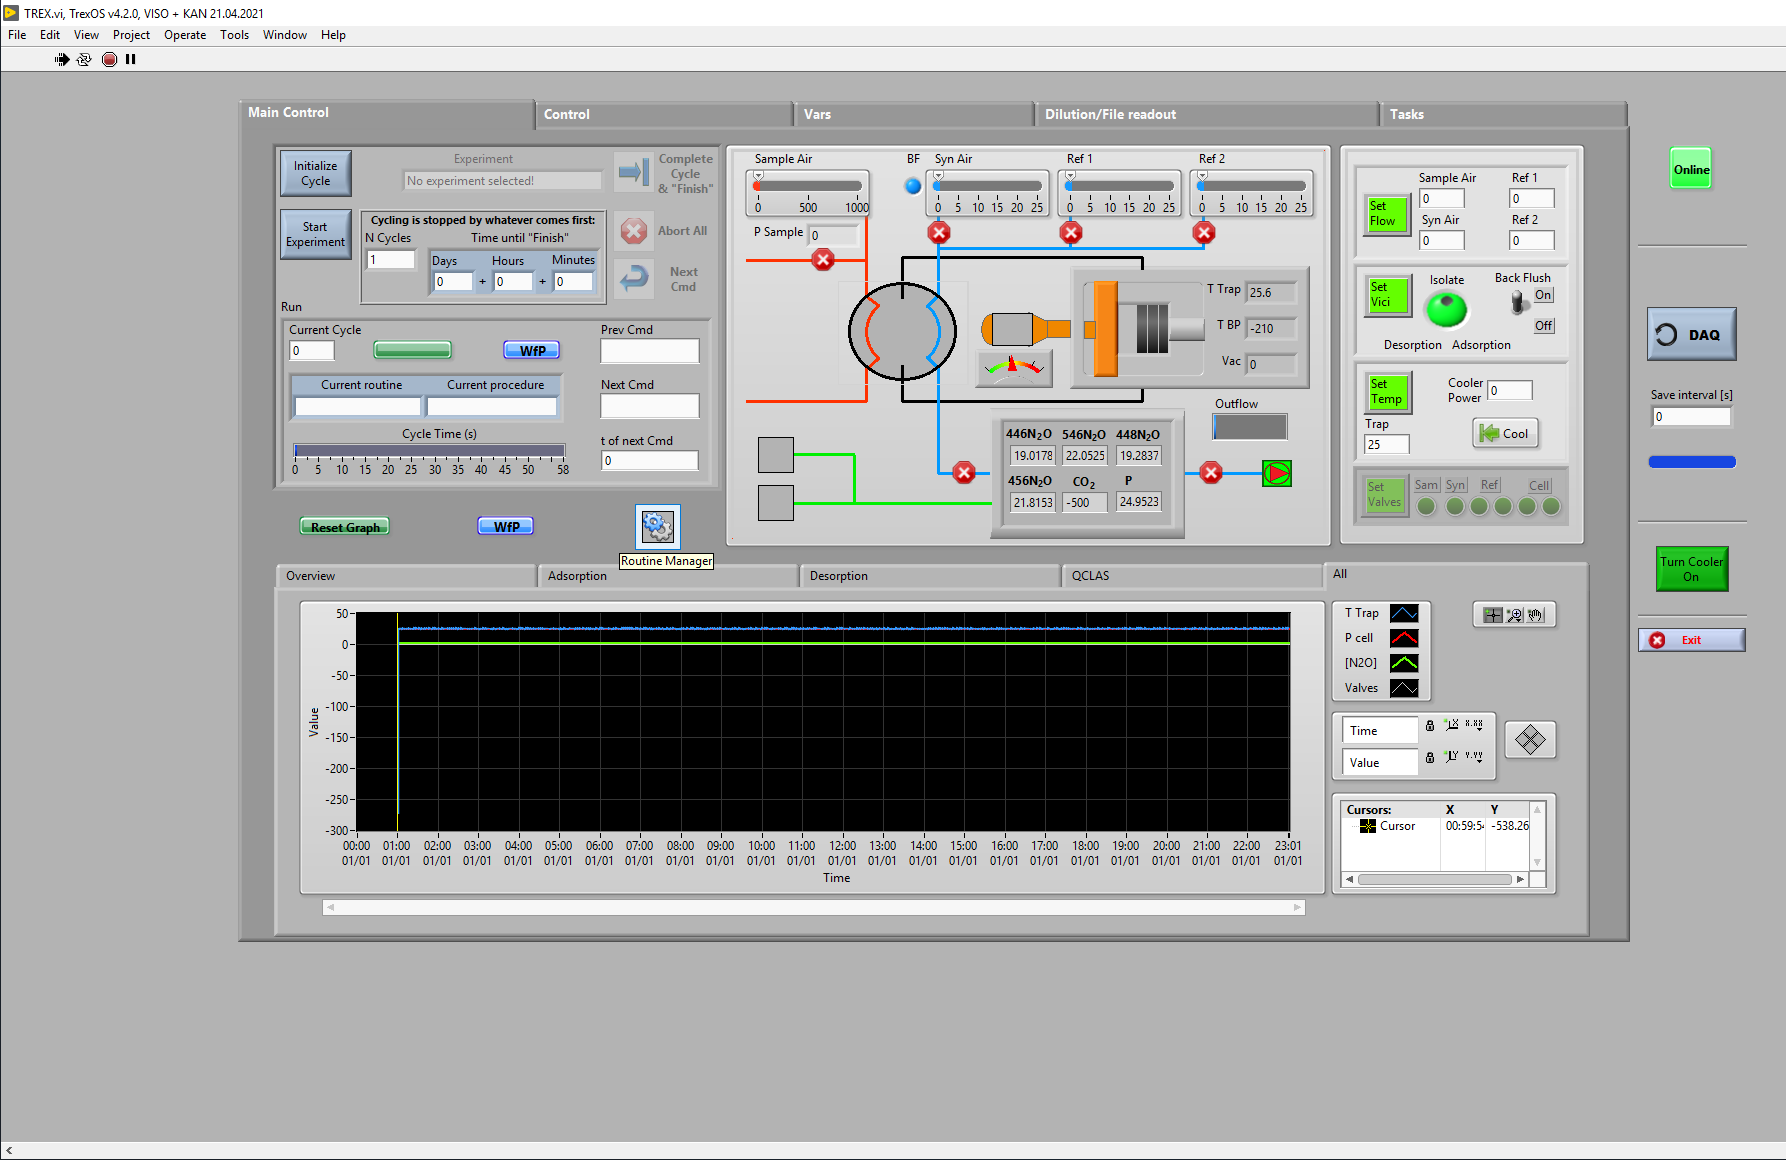 TREX.vi, TrexOS v4.2.0, VISO + KAN 21.04.2021
File Edit View Project Operate Tools Window Help
Main Control Control Vars Dilution/File readout Tasks
Initialize
Cycle
Experiment
No experiment selected!
Complete
Cycle
& "Finish"
Start
Experiment
Cycling is stopped by whatever comes first:
N Cycles Time until "Finish"
1
Days Hours Minutes
0 + 0 + 0
Abort All
Next
Cmd
Run
Current Cycle
0
WfP
Prev Cmd
Current routine Current procedure
Next Cmd
Cycle Time (s)
0 5 10 15 20 25 30 35 40 45 50 58
t of next Cmd
0
Reset Graph
WfP
Routine Manager
Sample Air BF Syn Air Ref 1 Ref 2
0 500 1000
0 5 10 15 20 25
0 5 10 15 20 25
0 5 10 15 20 25
P Sample 0
T Trap 25.6
T BP -210
Vac 0
Outflow
446N2O 546N2O 448N2O
19.0178 22.0525 19.2837
456N2O CO2 P
21.8153 -500 24.9523
Set
Flow
Sample Air Ref 1
0 0
Syn Air Ref 2
0 0
Set
Vici
Isolate
Back Flush
On
Off
Desorption Adsorption
Set
Temp
Cooler
Power
0
Trap
25
Cool
Set
Valves
Sam Syn Ref Cell
Online
DAQ
Save interval [s]
0
Turn Cooler
On
Exit
Overview Adsorption Desorption QCLAS All
Value
50
0
-50
-100
-150
-200
-250
-300
00:00 01:00 02:00 03:00 04:00 05:00 06:00 07:00 08:00 09:00 10:00 11:00 12:00 13:00 14:00 15:00 16:00 17:00 18:00 19:00 20:00 21:00 22:00 23:01
01/01 01/01 01/01 01/01 01/01 01/01 01/01 01/01 01/01 01/01 01/01 01/01 01/01 01/01 01/01 01/01 01/01 01/01 01/01 01/01 01/01 01/01 01/01 01/01
Time
T Trap
P cell
[N2O]
Valves
Time
Value
Cursors: X Y
Cursor 00:59:54 -538.26